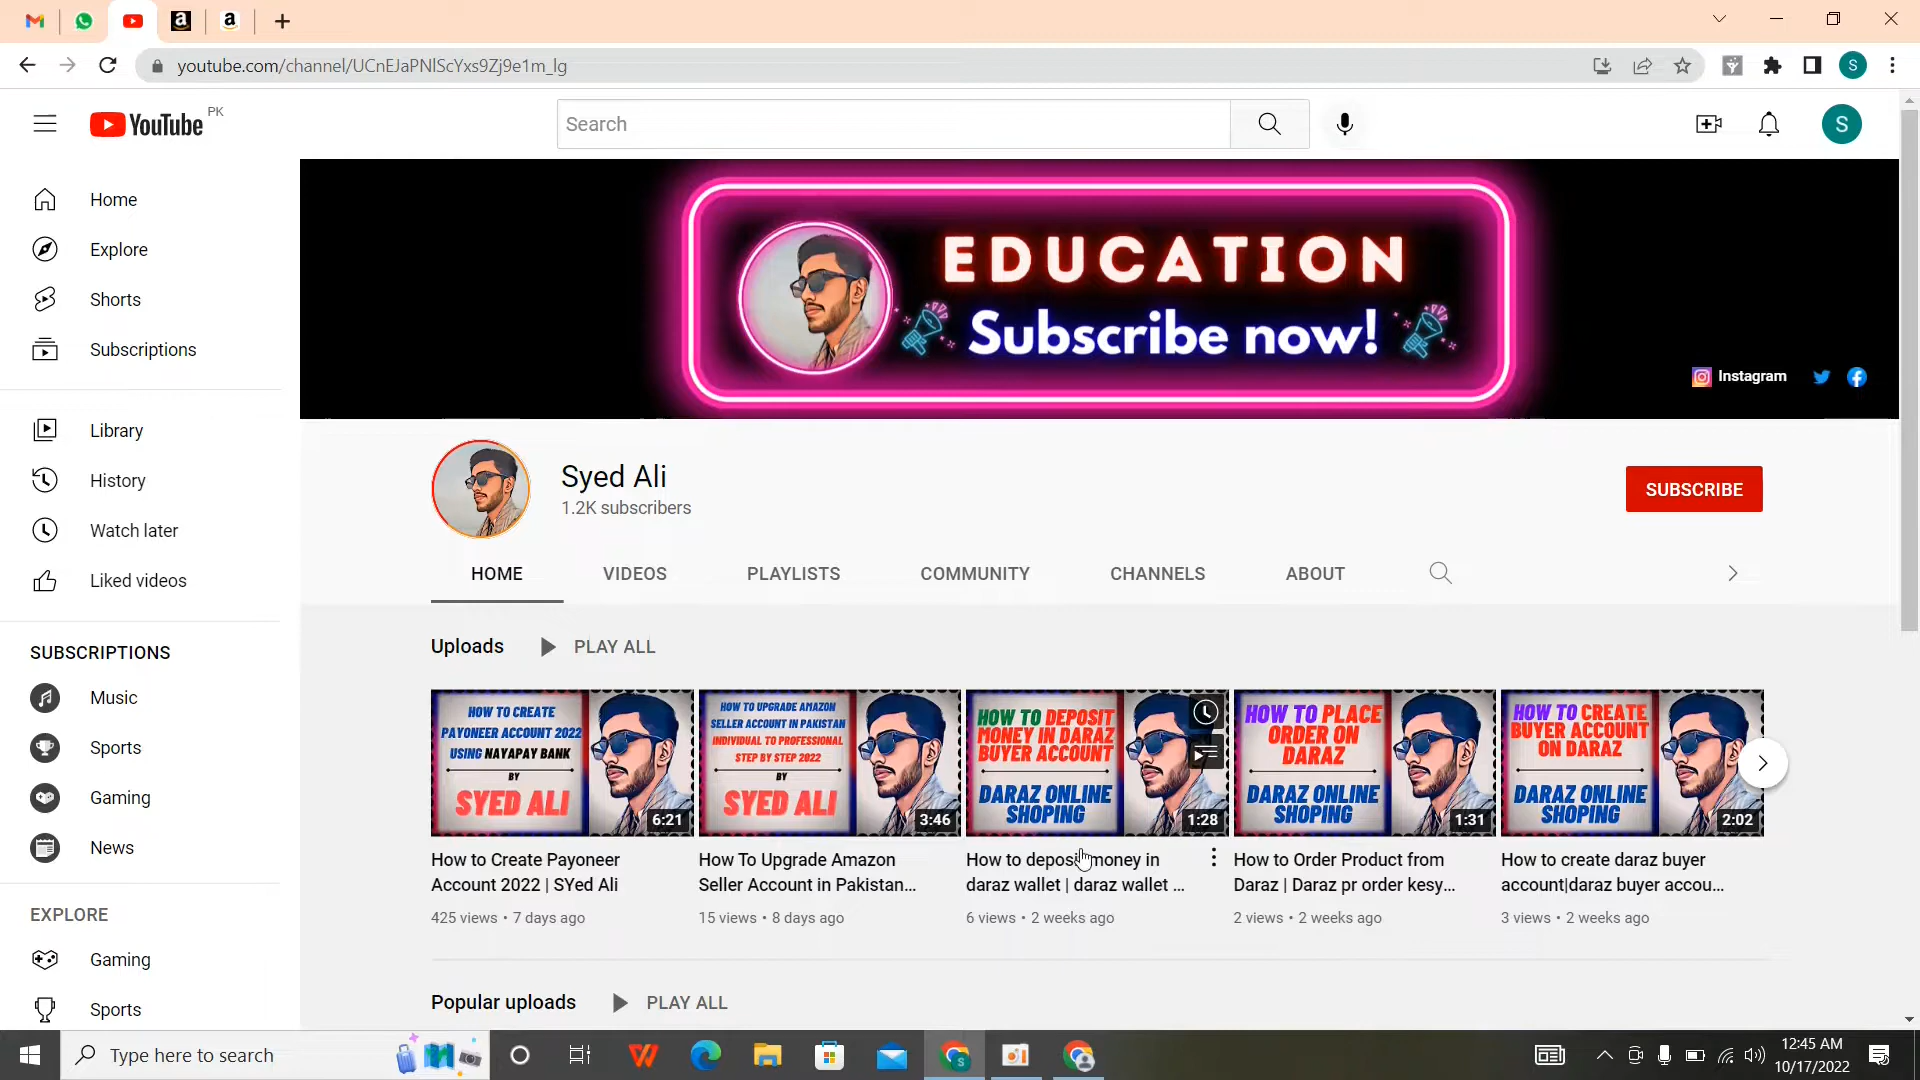 youtube.com/channel/UCnEJaPNlScYxs9Zj9e1m_lg
YouTube PK
Search
S
S
Home
Explore
Shorts
Subscriptions
Library
History
Watch later
Liked videos
SUBSCRIPTIONS
Music
Sports
Gaming
News
EXPLORE
Gaming
Sports
EDUCATION
Subscribe now!
Instagram
Syed Ali
1.2K subscribers
SUBSCRIBE
HOME VIDEOS PLAYLISTS COMMUNITY CHANNELS ABOUT
Uploads PLAY ALL
HOW TO CREATE
PAYONEER ACCOUNT 2022
USING NAYAPAY BANK
BY
SYED ALI
6:21
How to Create Payoneer
Account 2022 | SYed Ali
425 views • 7 days ago
HOW TO UPGRADE AMAZON
SELLER ACCOUNT IN PAKISTAN
INDIVIDUAL TO PROFESSIONAL
STEP BY STEP 2022
BY
SYED ALI
3:46
How To Upgrade Amazon
Seller Account in Pakistan...
15 views • 8 days ago
HOW TO DEPOSIT
MONEY IN DARAZ
BUYER ACCOUNT
DARAZ ONLINE
SHOPING
1:28
How to deposit money in
daraz wallet | daraz wallet ...
6 views • 2 weeks ago
HOW TO PLACE
ORDER ON
DARAZ
DARAZ ONLINE
SHOPING
1:31
How to Order Product from
Daraz | Daraz pr order kesy...
2 views • 2 weeks ago
HOW TO CREATE
BUYER ACCOUNT
ON DARAZ
DARAZ ONLINE
SHOPING
2:02
How to create daraz buyer
account|daraz buyer accou...
3 views • 2 weeks ago
Popular uploads PLAY ALL
Type here to search
12:45 AM
10/17/2022